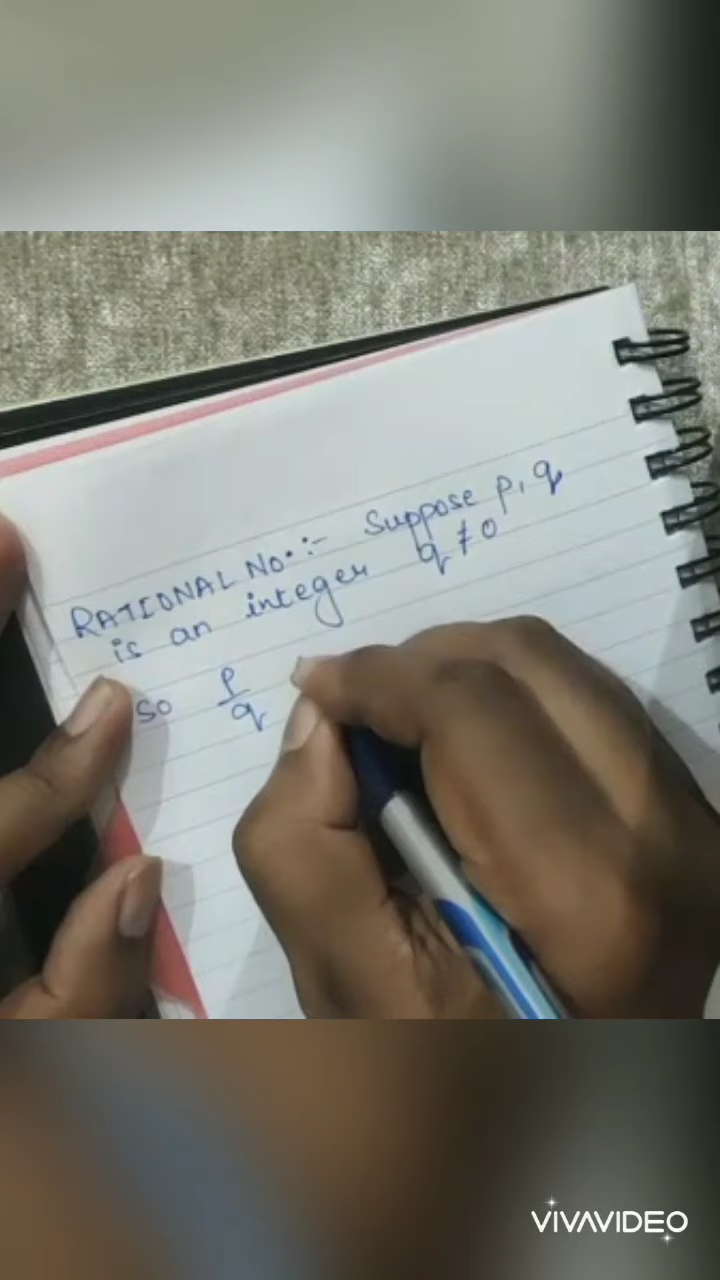 RATIONAL NO.:- Suppose p, q
is an integer q ≠ 0
so p/q
VIVAVIDEO